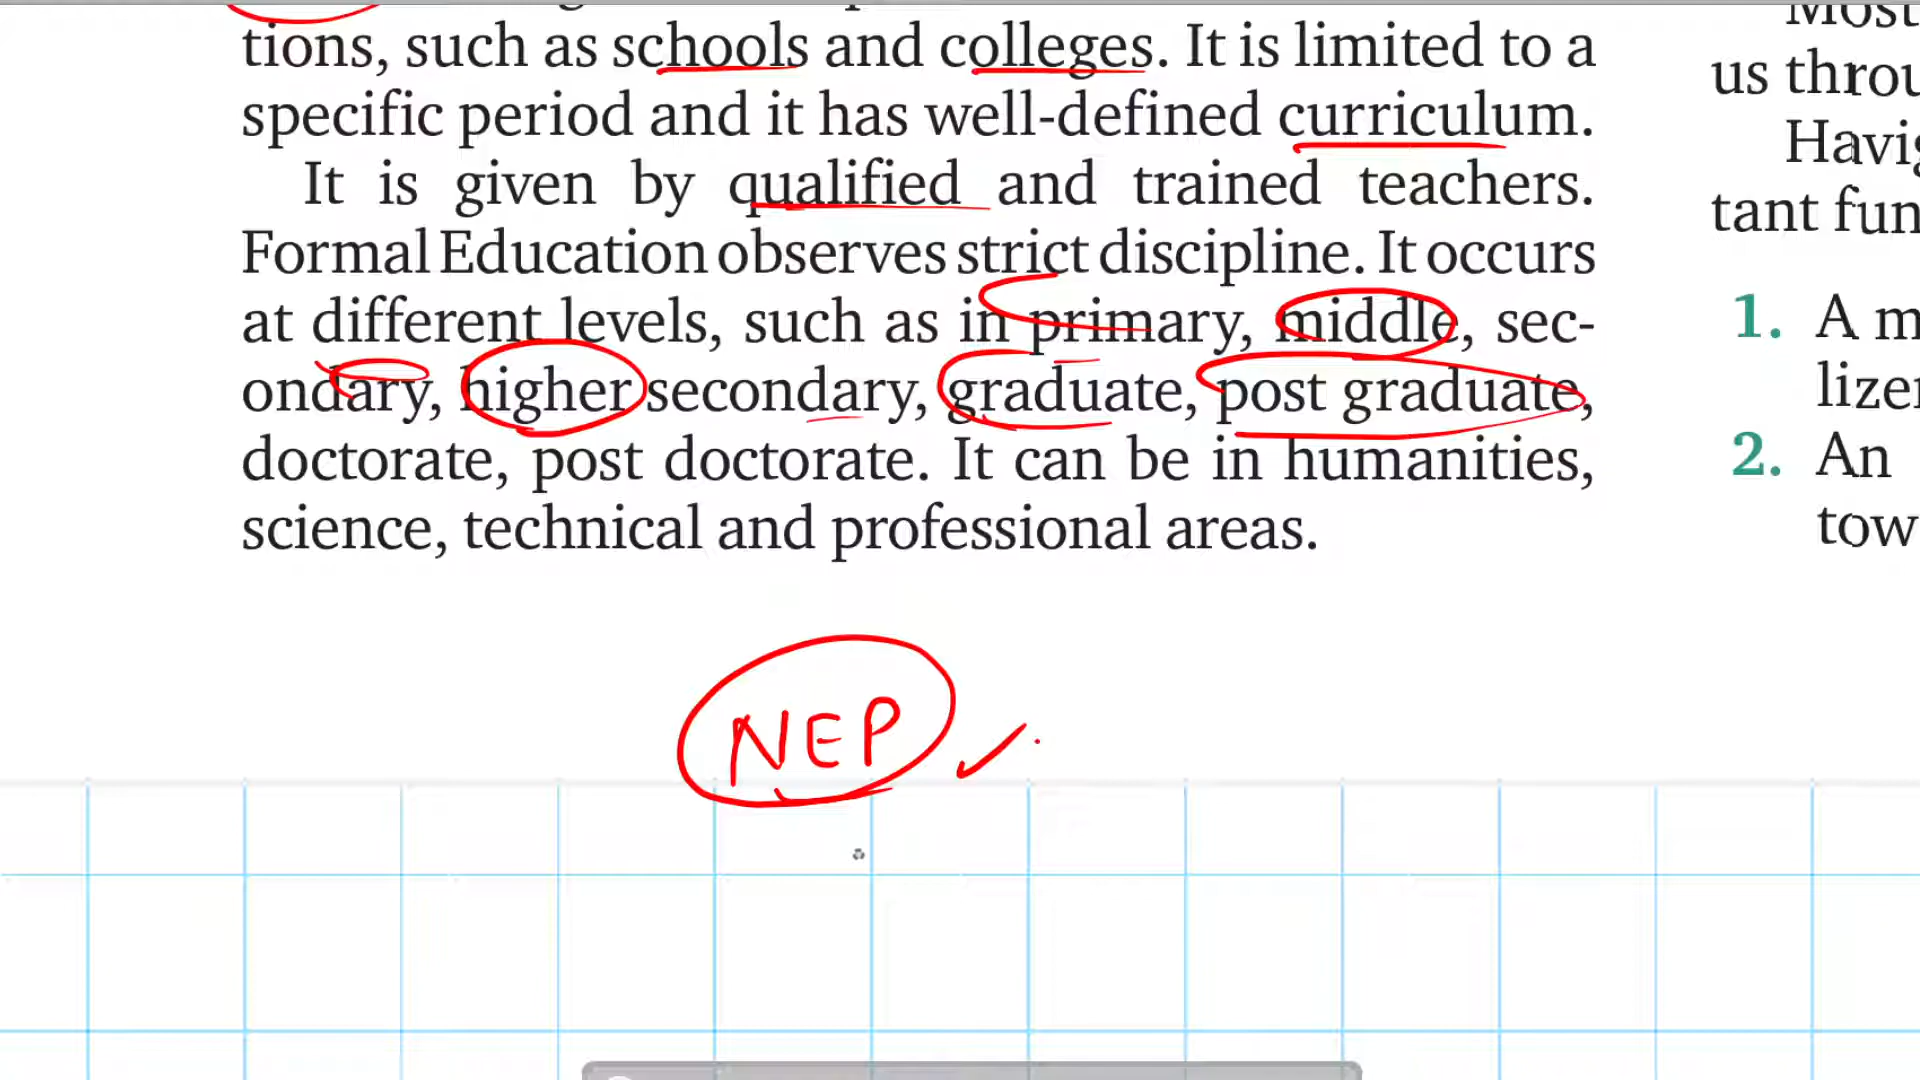 tions, such as schools and colleges. It is limited to a
specific period and it has well-defined curriculum.
It is given by qualified and trained teachers.
Formal Education observes strict discipline. It occurs
at different levels, such as in primary, middle, sec-
ondary, higher secondary, graduate, post graduate,
doctorate, post doctorate. It can be in humanities,
science, technical and professional areas.
NEP
Most
us throu
Havig
tant fun
1. A m
lizer
2. An
tow